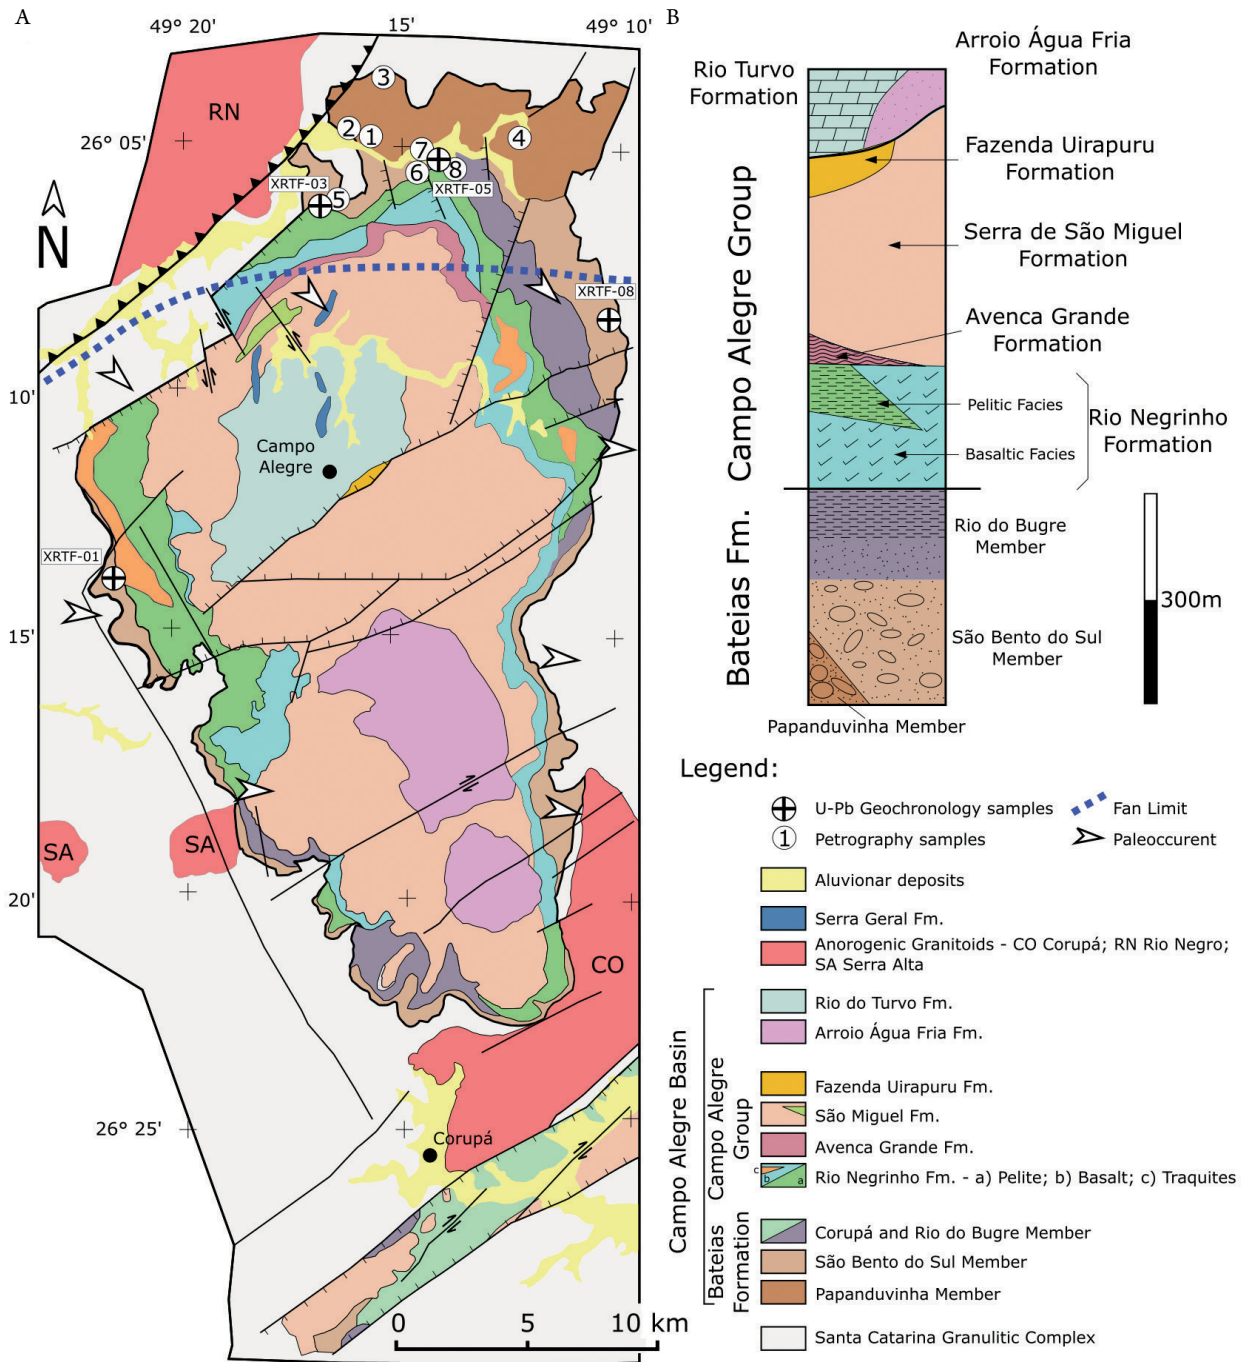 A
49° 20'
15'
49° 10'
26° 05'
10'
15'
20'
26° 25'
RN
3
2
1
4
7
6
8
5
XRTF-03
XRTF-05
XRTF-08
XRTF-01
N
Campo
Alegre
SA
SA
CO
Corupá
0
5
10 km
B
Arroio Água Fria
Formation
Rio Turvo
Formation
Fazenda Uirapuru
Formation
Serra de São Miguel
Formation
Avenca Grande
Formation
Pelitic Facies
Basaltic Facies
Rio Negrinho
Formation
Rio do Bugre
Member
São Bento do Sul
Member
Papanduvinha Member
Campo Alegre Group
Bateias Fm.
300m
Legend:
U-Pb Geochronology samples
Fan Limit
1
Petrography samples
Paleoccurent
Aluvionar deposits
Serra Geral Fm.
Anorogenic Granitoids - CO Corupá; RN Rio Negro;
SA Serra Alta
Rio do Turvo Fm.
Arroio Água Fria Fm.
Fazenda Uirapuru Fm.
São Miguel Fm.
Avenca Grande Fm.
c
b
a
Rio Negrinho Fm. - a) Pelite; b) Basalt; c) Traquites
Corupá and Rio do Bugre Member
São Bento do Sul Member
Papanduvinha Member
Santa Catarina Granulitic Complex
Campo Alegre Basin
Campo Alegre
Group
Bateias
Formation